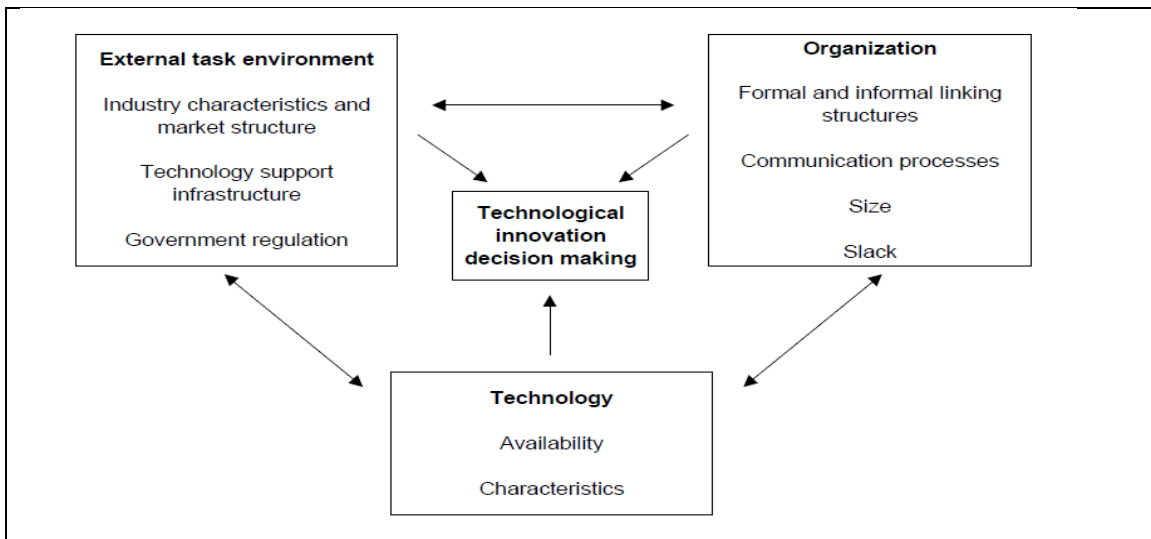 External task environment
Industry characteristics and
market structure
Technology support
infrastructure
Government regulation
Organization
Formal and informal linking
structures
Communication processes
Size
Slack
Technological
innovation
decision making
Technology
Availability
Characteristics